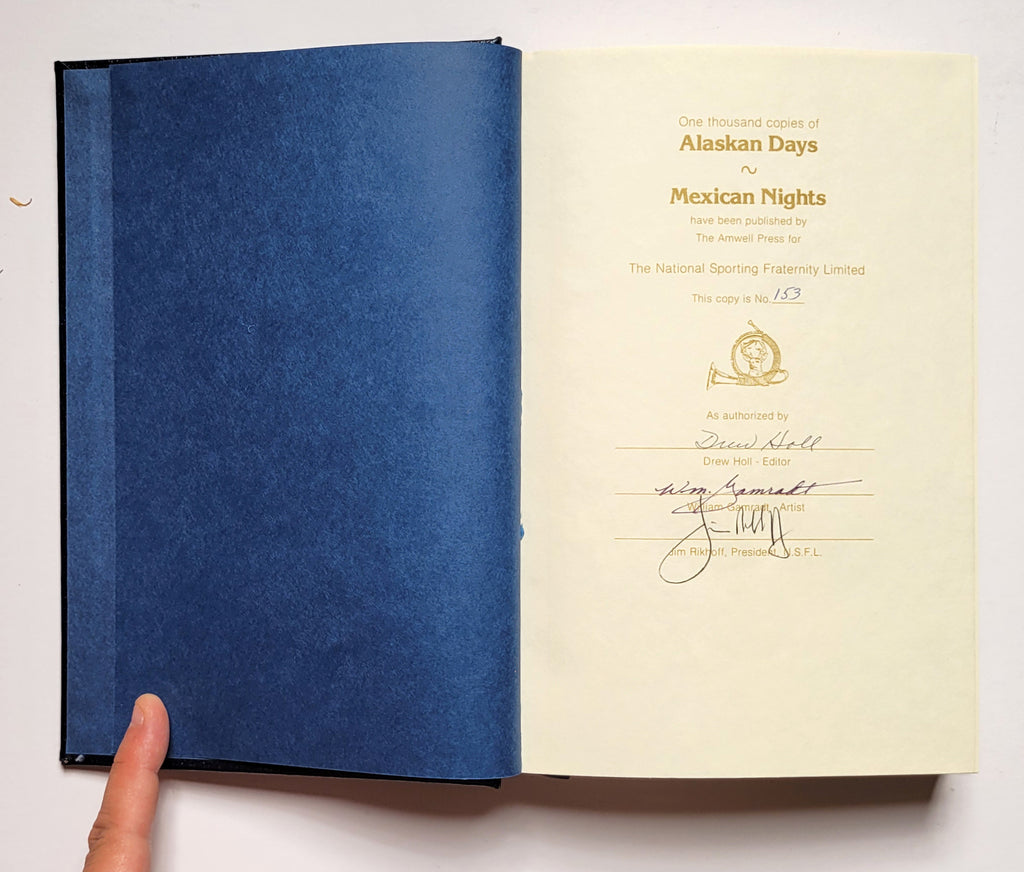 One thousand copies of
Alaskan Days
~
Mexican Nights
have been published by
The Amwell Press for
The National Sporting Fraternity Limited
This copy is No. 153
As authorized by
Drew Holl
Drew Holl - Editor
Wm. Gamradt
William Gamradt - Artist
Jim Rikhoff
Jim Rikhoff, President, N.S.F.L.